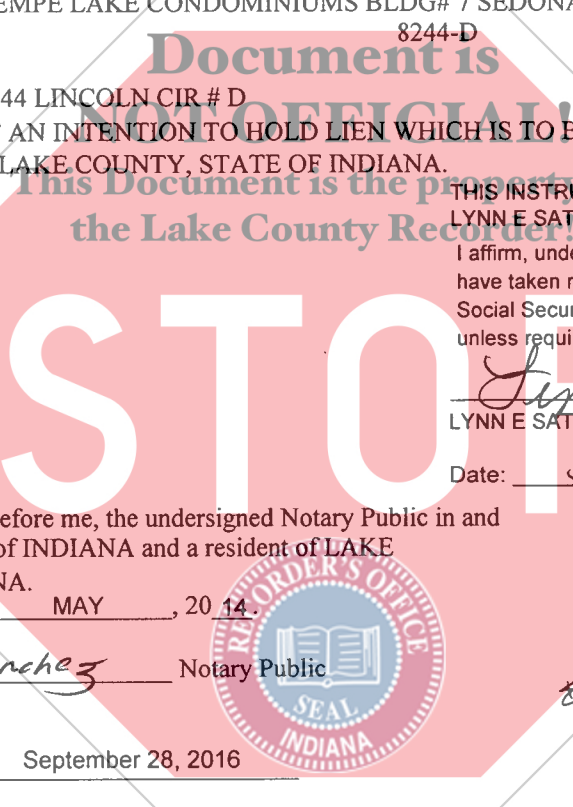 EMPE LAKE CONDOMINIUMS BLDG# 7 SEDONA
8244-D
Document is
44 LINCOLN CIR # D
NOT OFFICIAL!
AN INTENTION TO HOLD LIEN WHICH IS TO B
LAKE COUNTY, STATE OF INDIANA.
This Document is the property
the Lake County Recorder!
THIS INSTRU
LYNN E SAT
I affirm, unde
have taken r
Social Secur
unless requi
STOP
LYNN E SAT
Date:
efore me, the undersigned Notary Public in and
of INDIANA and a resident of LAKE
NA.
MAY , 20 14.
nchez Notary Public
RECORDER'S OFFICE
SEAL
INDIANA
September 28, 2016